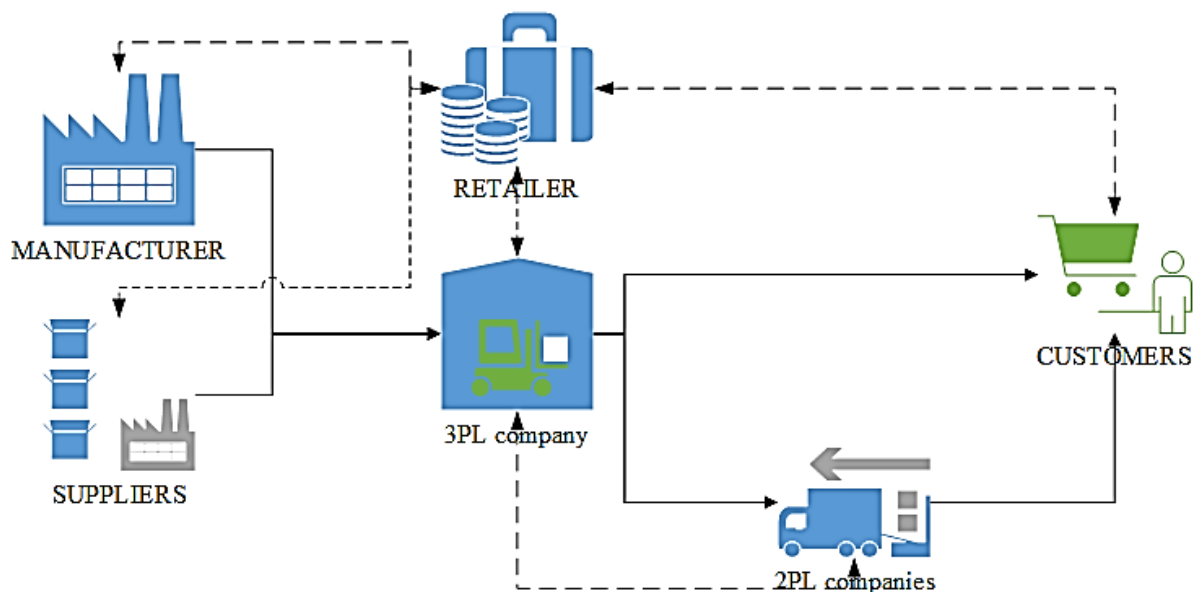 RETAILER
MANUFACTURER
CUSTOMERS
3PL company
SUPPLIERS
2PL companies